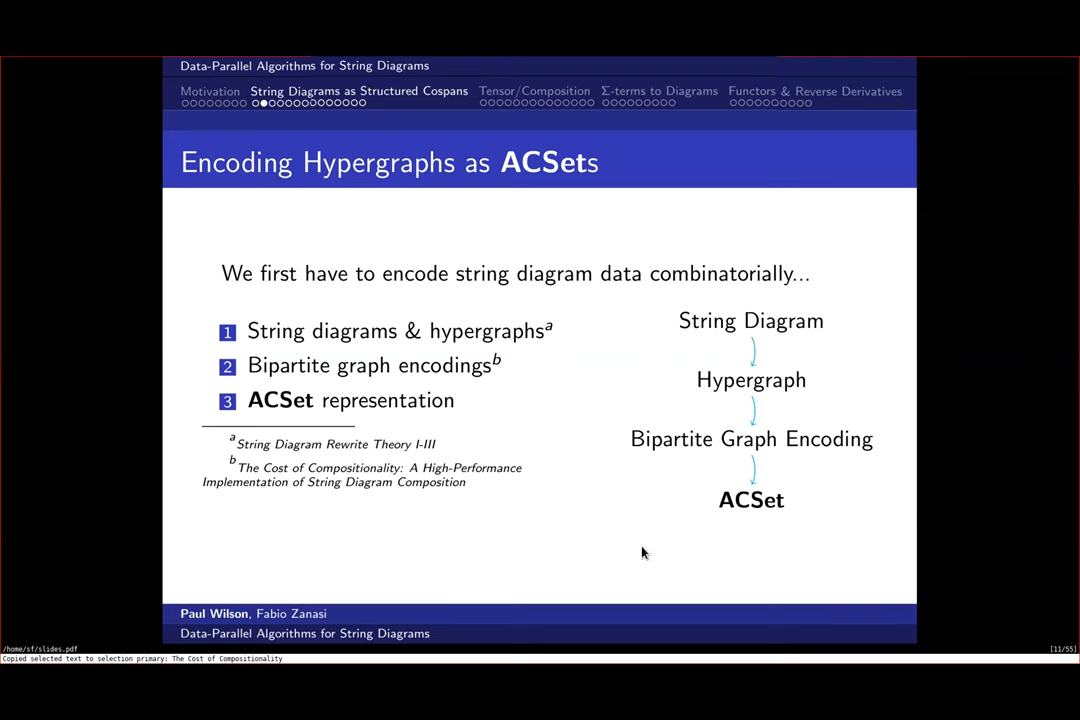 Data-Parallel Algorithms for String Diagrams
Motivation String Diagrams as Structured Cospans Tensor/Composition Σ-terms to Diagrams Functors & Reverse Derivatives
Encoding Hypergraphs as ACSets
We first have to encode string diagram data combinatorially...
1 String diagrams & hypergraphsᵃ
2 Bipartite graph encodingsᵇ
3 ACSet representation
ᵃString Diagram Rewrite Theory I-III
ᵇThe Cost of Compositionality: A High-Performance
Implementation of String Diagram Composition
String Diagram
Hypergraph
Bipartite Graph Encoding
ACSet
Paul Wilson, Fabio Zanasi
Data-Parallel Algorithms for String Diagrams
/home/sf/slides.pdf [11/55]
Copied selected text to selection primary: The Cost of Compositionality